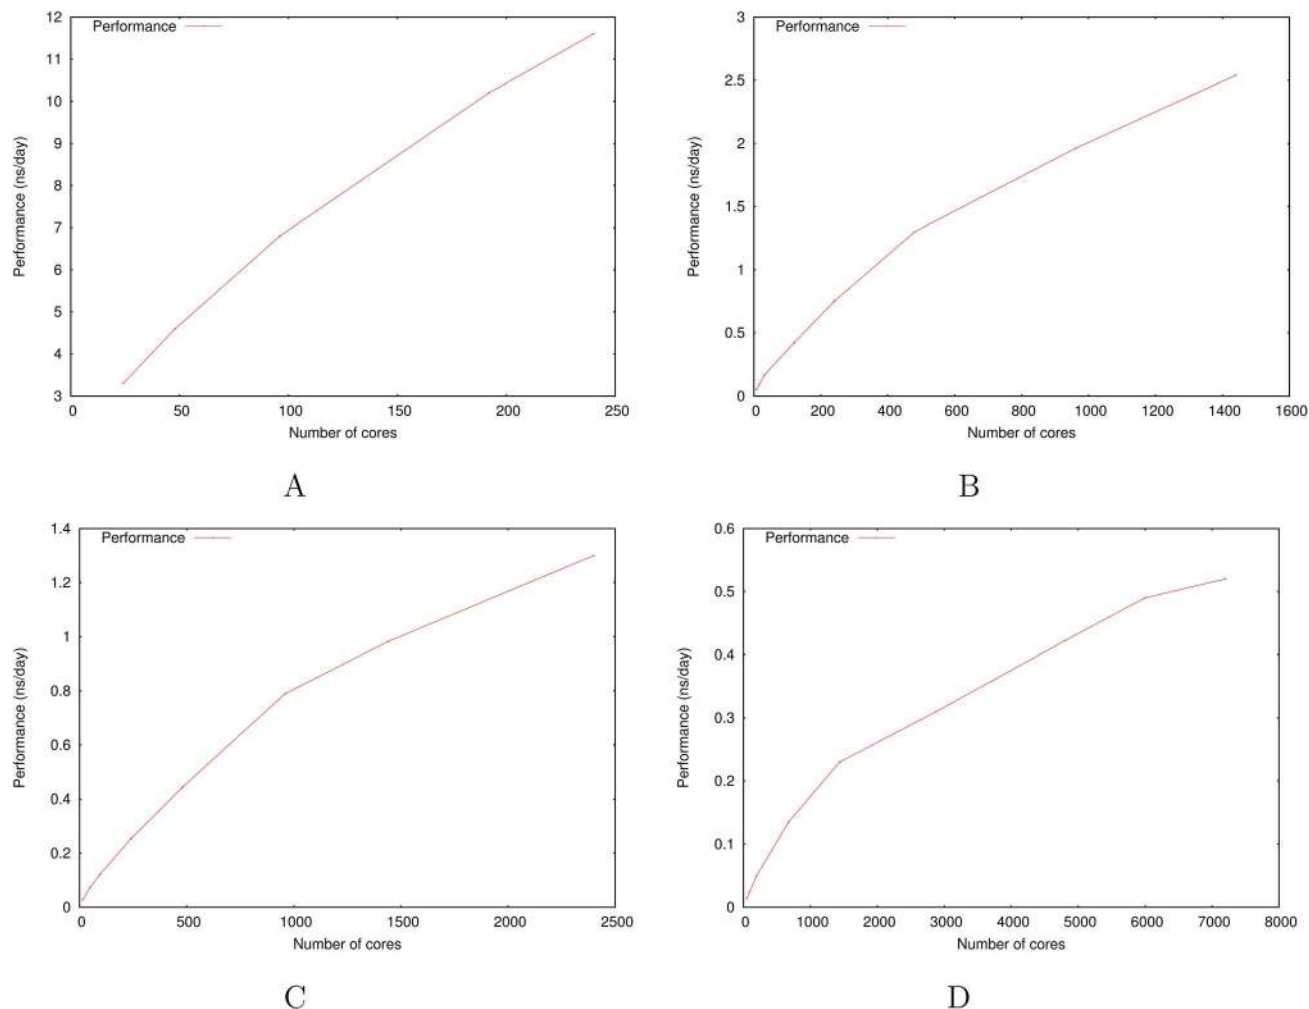 Performance
12
11
10
9
8
7
6
5
4
3
Performance (ns/day)
0 50 100 150 200 250
Number of cores
A
Performance
3
2.5
2
1.5
1
0.5
0
Performance (ns/day)
0 200 400 600 800 1000 1200 1400 1600
Number of cores
B
Performance
1.4
1.2
1
0.8
0.6
0.4
0.2
0
Performance (ns/day)
0 500 1000 1500 2000 2500
Number of cores
C
Performance
0.6
0.5
0.4
0.3
0.2
0.1
0
Performance (ns/day)
0 1000 2000 3000 4000 5000 6000 7000 8000
Number of cores
D